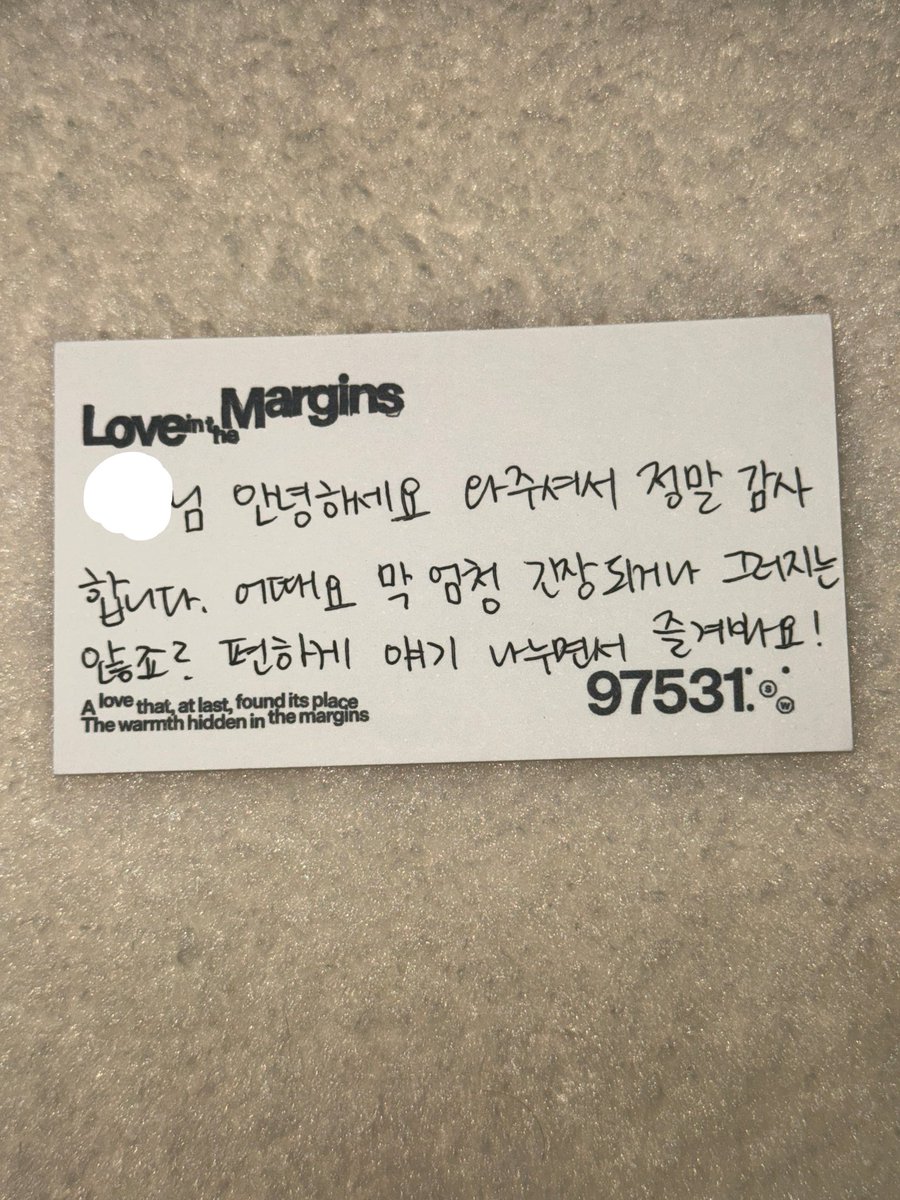 Love in the Margins
님 안녕하세요 와주셔서 정말 감사
합니다. 어때요 막 엄청 긴장되거나 그러지는
않죠? 편하게 얘기 나누면서 즐겨봐요!
A love that, at last, found its place
The warmth hidden in the margins
97531